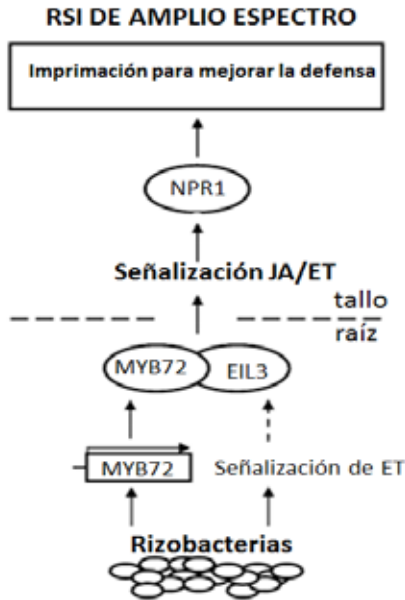 RSI DE AMPLIO ESPECTRO
Imprimación para mejorar la defensa
NPR1
Señalización JA/ET
tallo
raíz
MYB72
EIL3
MYB72
Señalización de ET
Rizobacterias